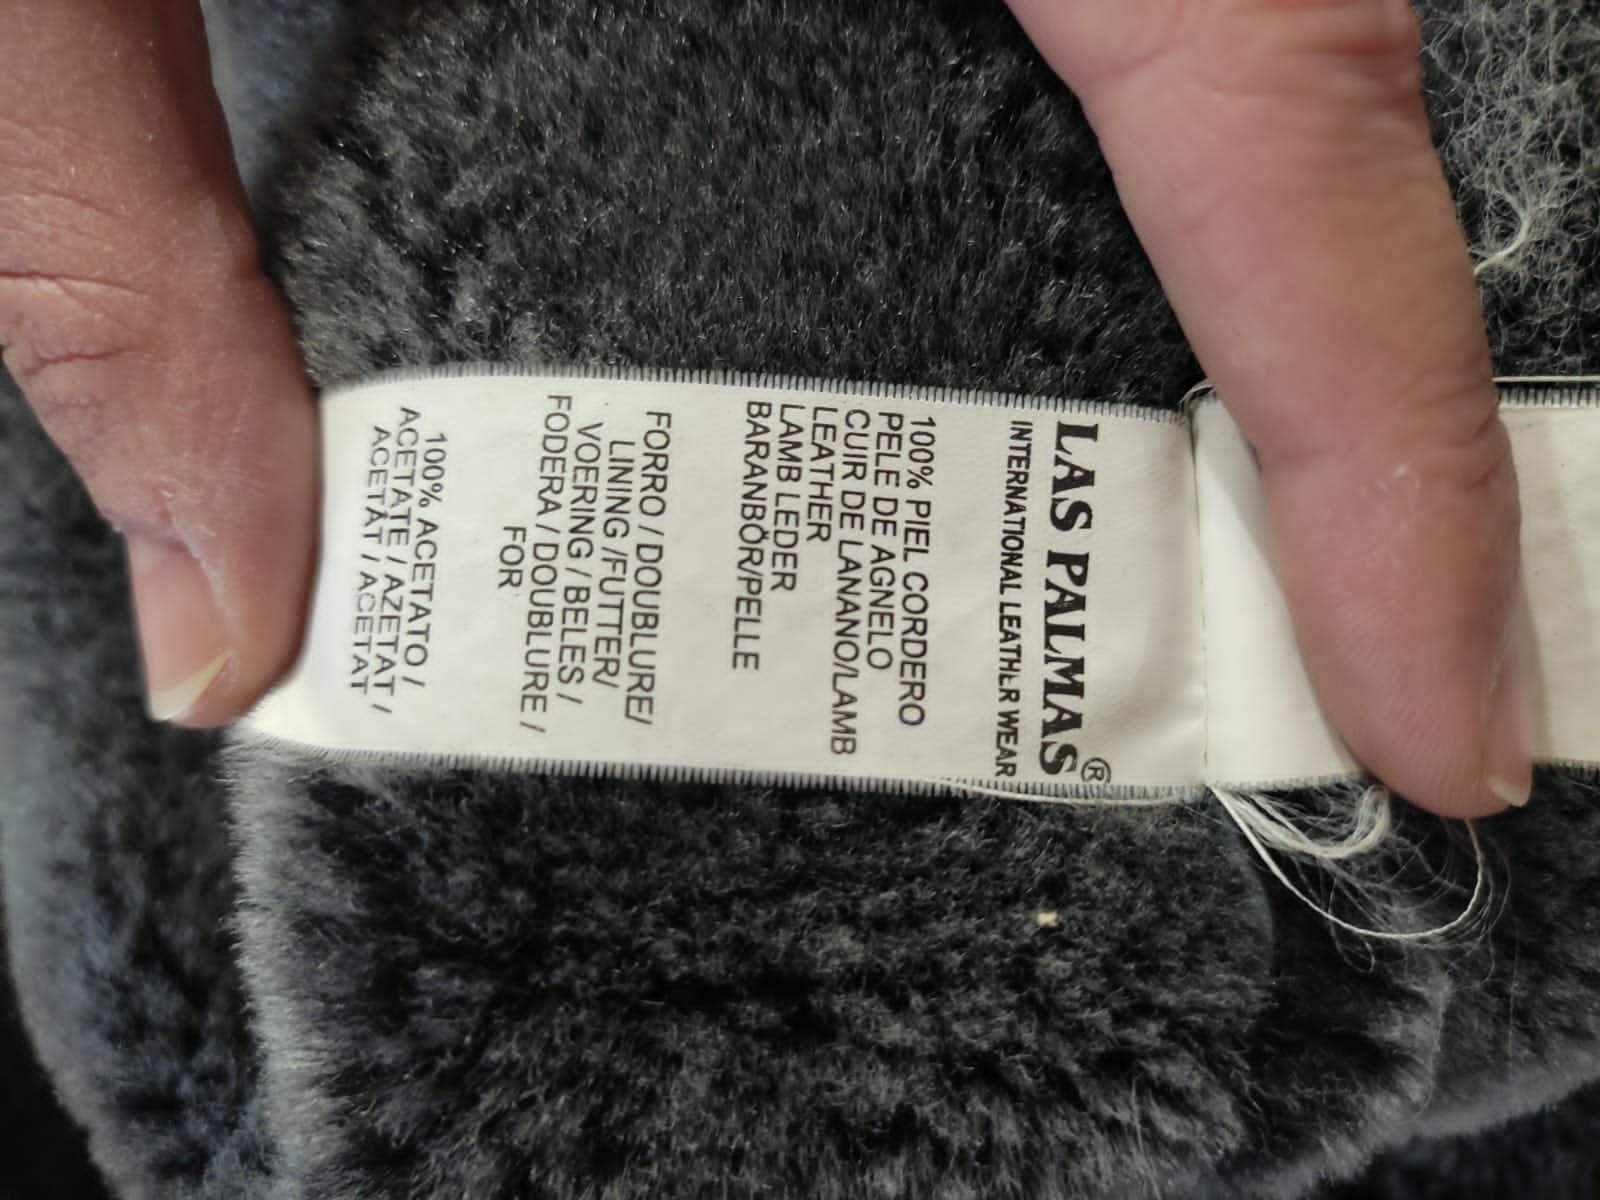 LAS PALMAS®
INTERNATIONAL LEATHER WEAR
100% PIEL CORDERO
PELE DE AGNELO
CUIR DE LANANO/LAMB
LEATHER
LAMB LEDER
BARANBŐR/PELLE
FORRO / DOUBLURE/
LINING /FUTTER/
VOERING / BELES /
FODERA / DOUBLURE /
FOR
100% ACETATO /
ACETATE / AZETAT /
ACETÁT / ACETAT